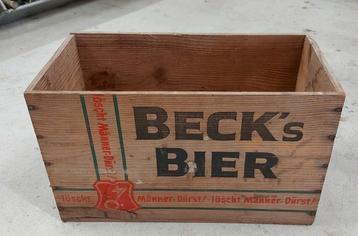 BECK's
BIER
löscht Männer-Durst!
löscht Männer-Durst! - löscht Männer-Durst!